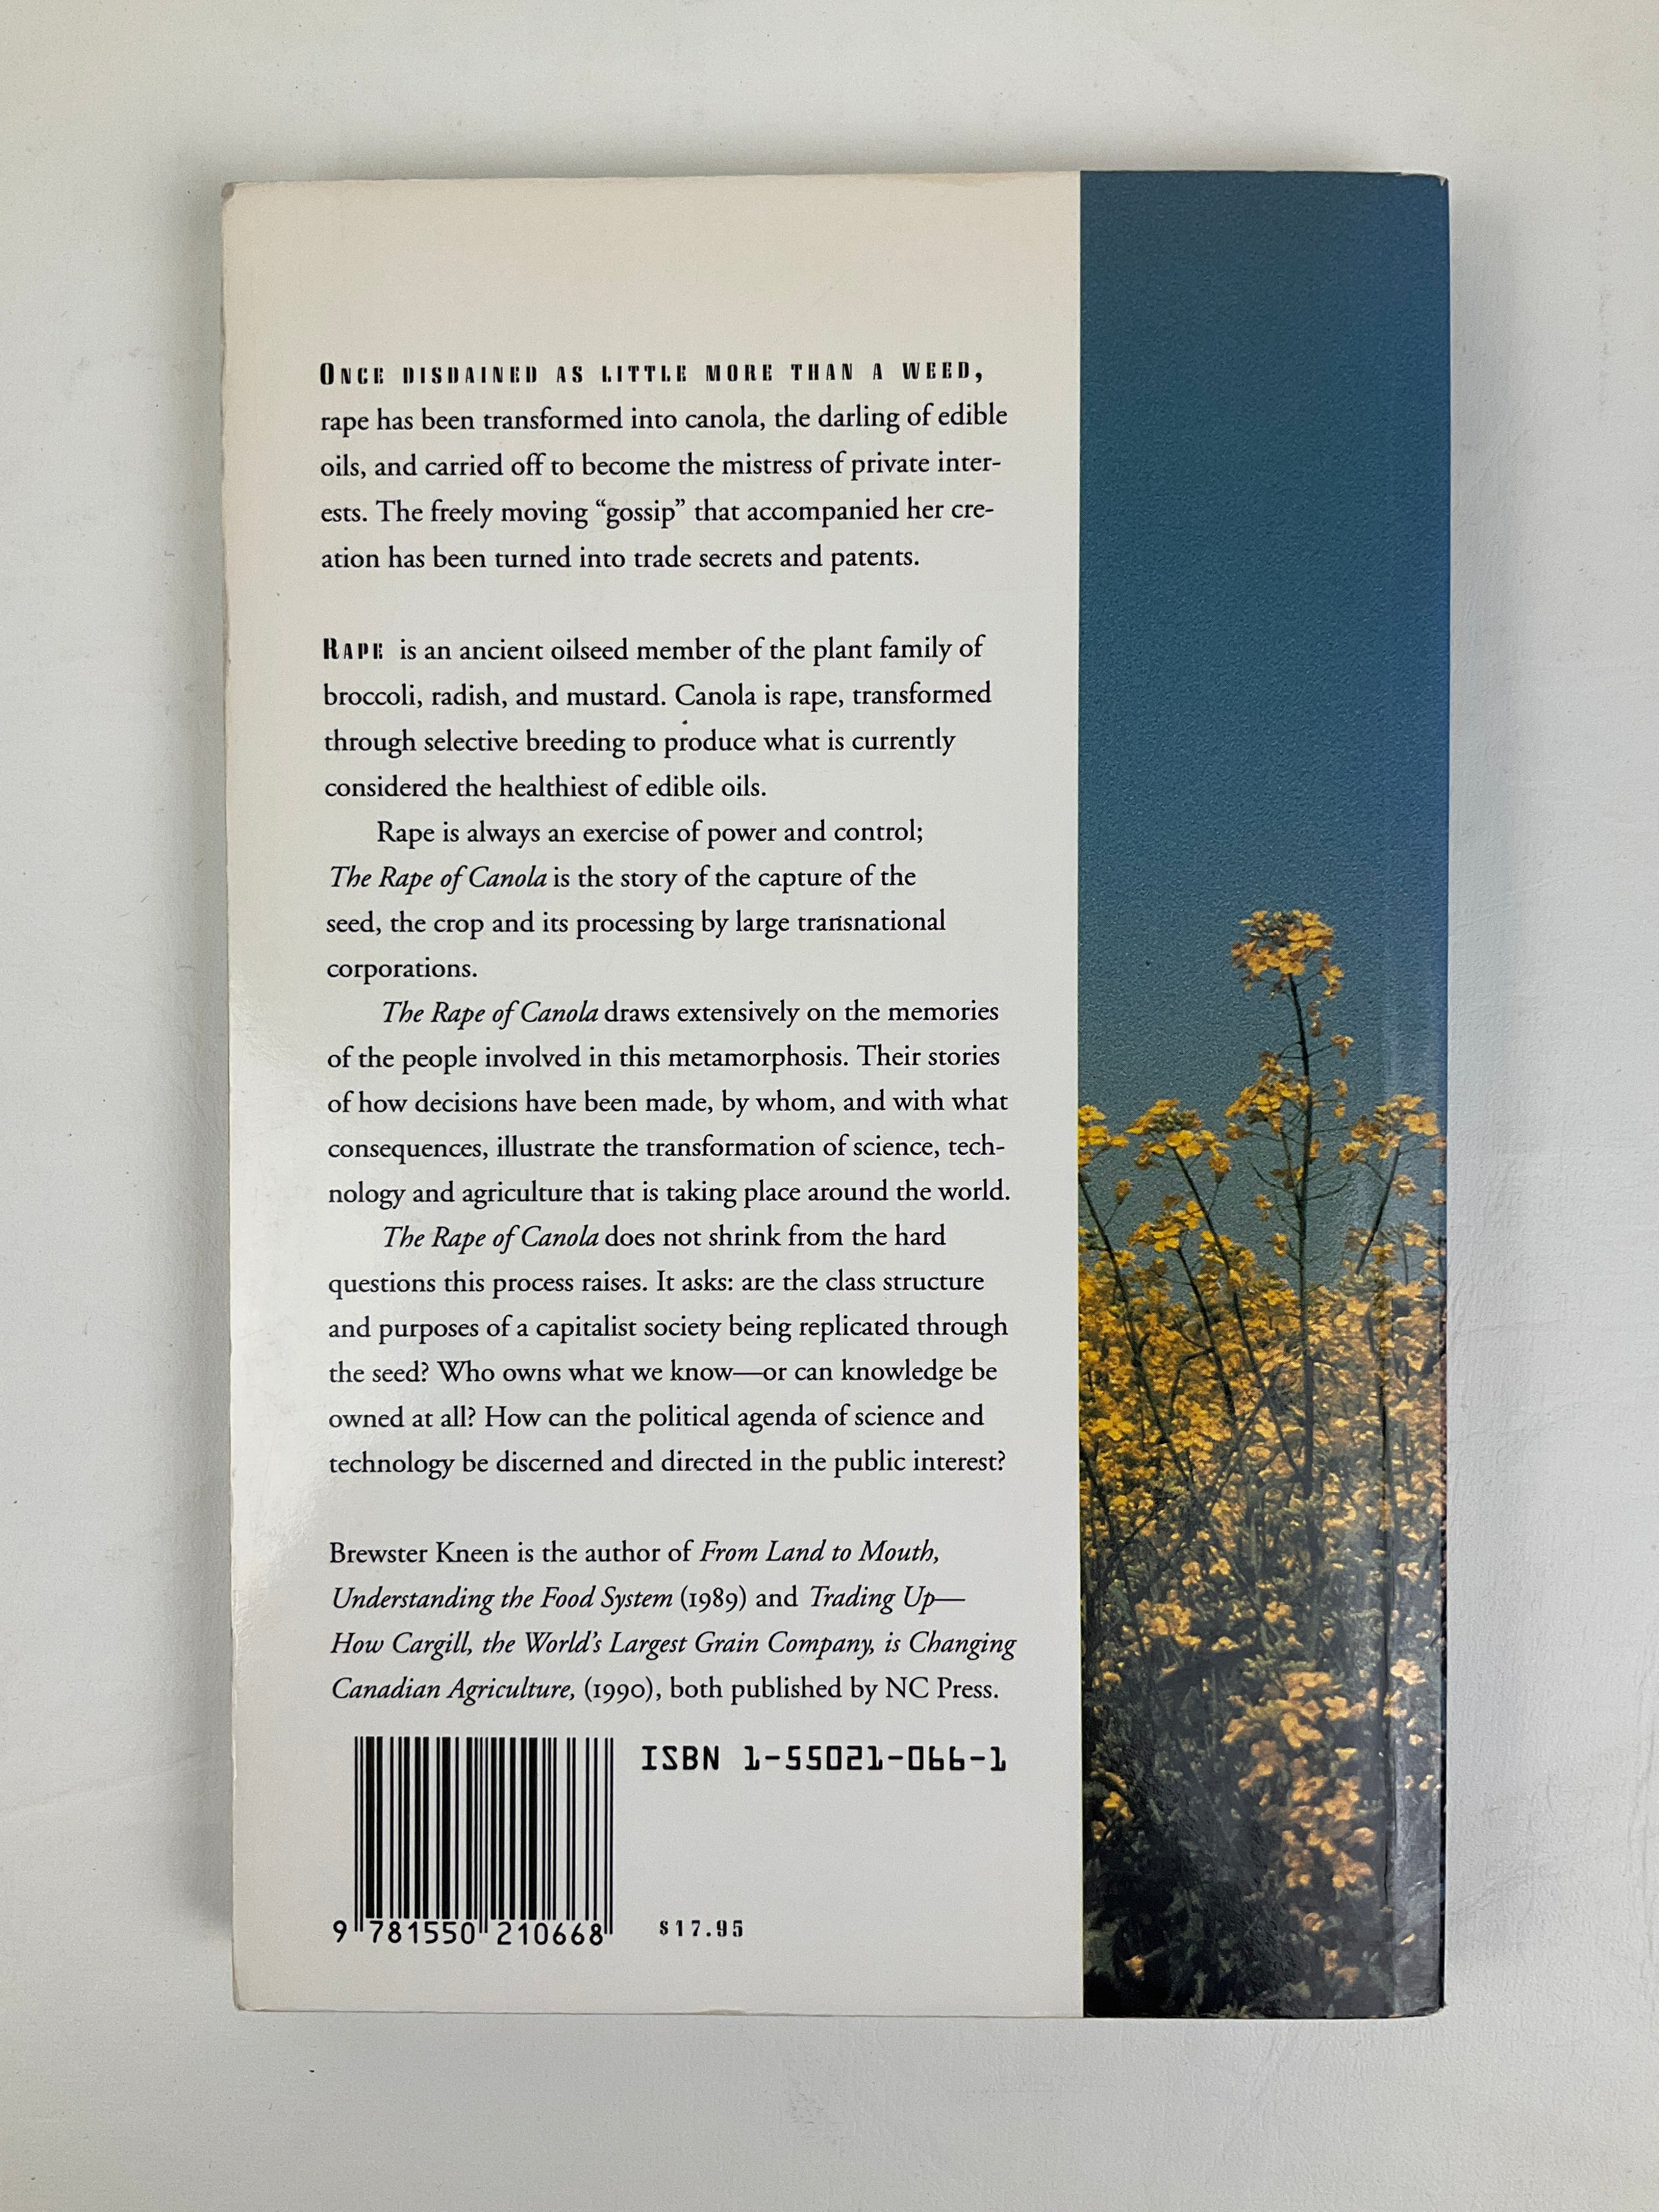 ONCE DISDAINED AS LITTLE MORE THAN A WEED,
rape has been transformed into canola, the darling of edible
oils, and carried off to become the mistress of private inter-
ests. The freely moving “gossip” that accompanied her cre-
ation has been turned into trade secrets and patents.
RAPE is an ancient oilseed member of the plant family of
broccoli, radish, and mustard. Canola is rape, transformed
through selective breeding to produce what is currently
considered the healthiest of edible oils.
Rape is always an exercise of power and control;
The Rape of Canola is the story of the capture of the
seed, the crop and its processing by large transnational
corporations.
The Rape of Canola draws extensively on the memories
of the people involved in this metamorphosis. Their stories
of how decisions have been made, by whom, and with what
consequences, illustrate the transformation of science, tech-
nology and agriculture that is taking place around the world.
The Rape of Canola does not shrink from the hard
questions this process raises. It asks: are the class structure
and purposes of a capitalist society being replicated through
the seed? Who owns what we know—or can knowledge be
owned at all? How can the political agenda of science and
technology be discerned and directed in the public interest?
Brewster Kneen is the author of From Land to Mouth,
Understanding the Food System (1989) and Trading Up—
How Cargill, the World’s Largest Grain Company, is Changing
Canadian Agriculture, (1990), both published by NC Press.
ISBN 1-55021-066-1
9 781550 210668
$17.95